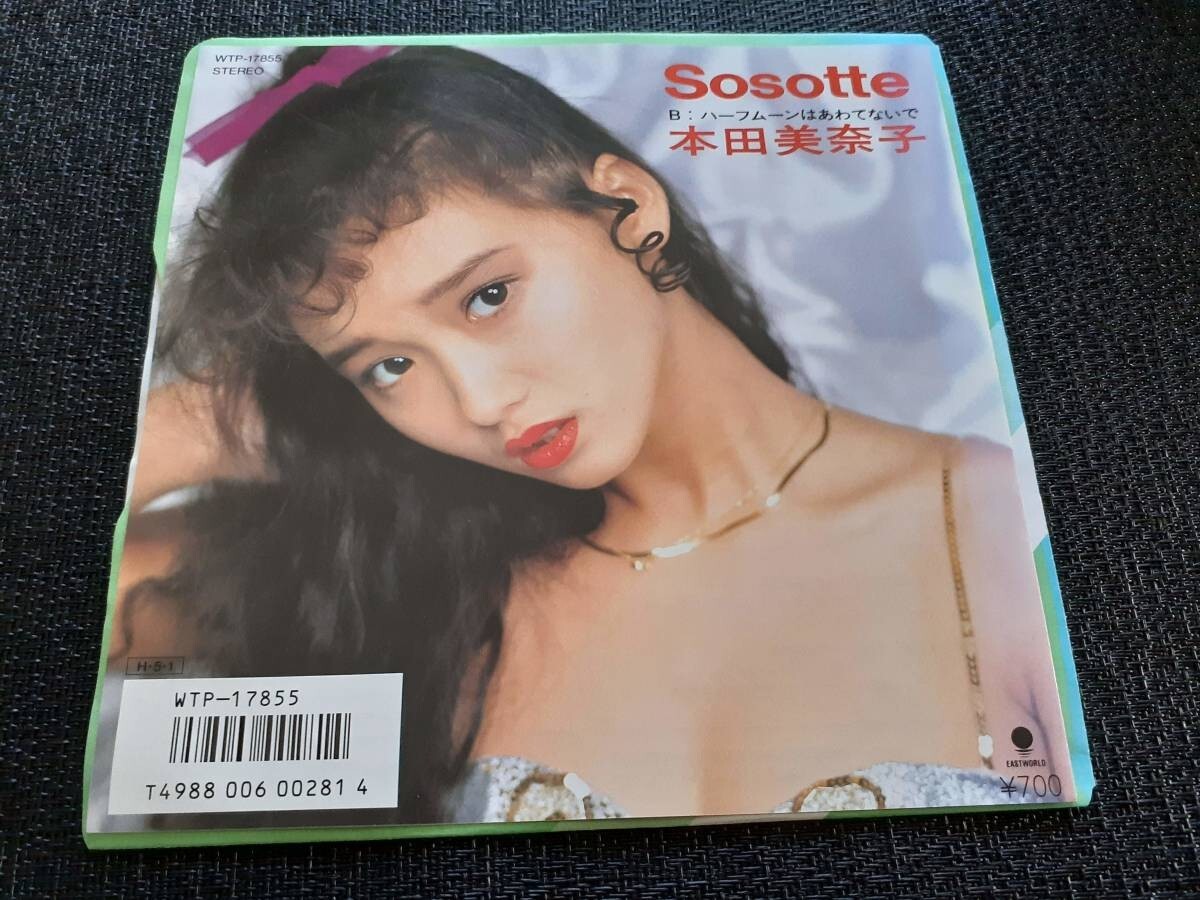 WTP-17855
STEREO
Sosotte
B：ハーフムーンはあわてないで
本田美奈子
H・5・1
WTP-17855
T4988 006 00281 4
EASTWORLD
¥700